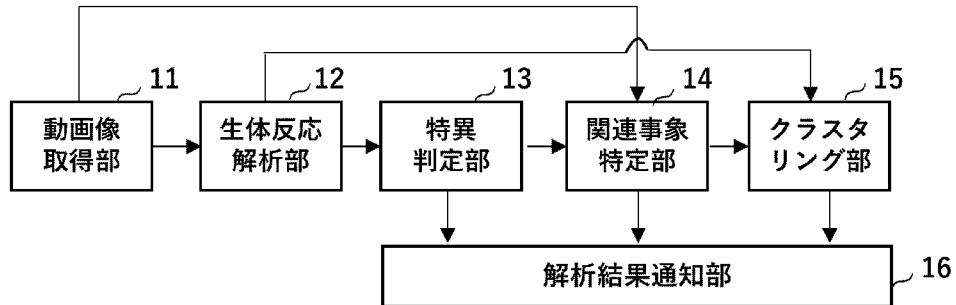 11
12
13
14
15
動画像
取得部
生体反応
解析部
特異
判定部
関連事象
特定部
クラスタ
リング部
解析結果通知部
16